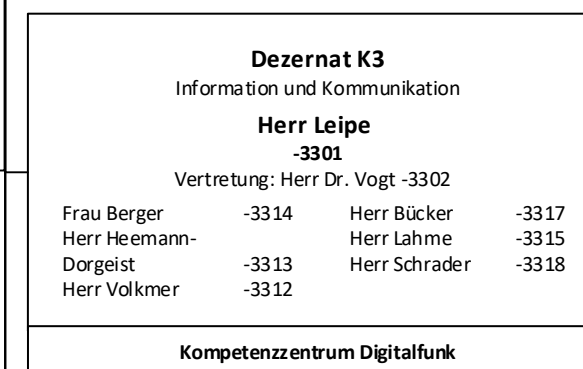 Dezernat K3
Information und Kommunikation
Herr Leipe
-3301
Vertretung: Herr Dr. Vogt -3302
Frau Berger -3314 Herr Bücker -3317
Herr Heemann- Herr Lahme -3315
Dorgeist -3313 Herr Schrader -3318
Herr Volkmer -3312
Kompetenzzentrum Digitalfunk